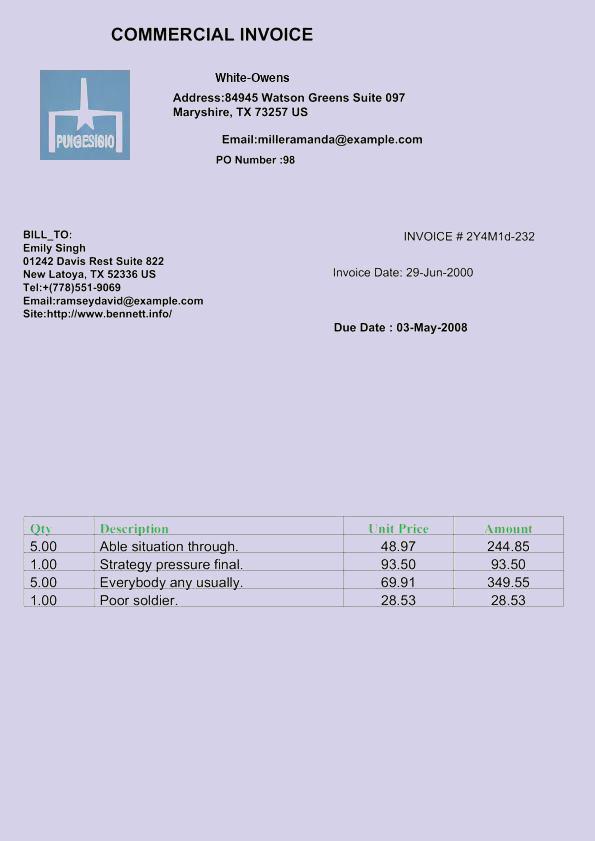 COMMERCIAL INVOICE
White-Owens
Address:84945 Watson Greens Suite 097
Maryshire, TX 73257 US
Email:milleramanda@example.com
PO Number :98
PUIGESIGIO
BILL_TO:
Emily Singh
01242 Davis Rest Suite 822
New Latoya, TX 52336 US
Tel:+(778)551-9069
Email:ramseydavid@example.com
Site:http://www.bennett.info/
INVOICE # 2Y4M1d-232
Invoice Date: 29-Jun-2000
Due Date : 03-May-2008
Qty Description Unit Price Amount
5.00 Able situation through. 48.97 244.85
1.00 Strategy pressure final. 93.50 93.50
5.00 Everybody any usually. 69.91 349.55
1.00 Poor soldier. 28.53 28.53